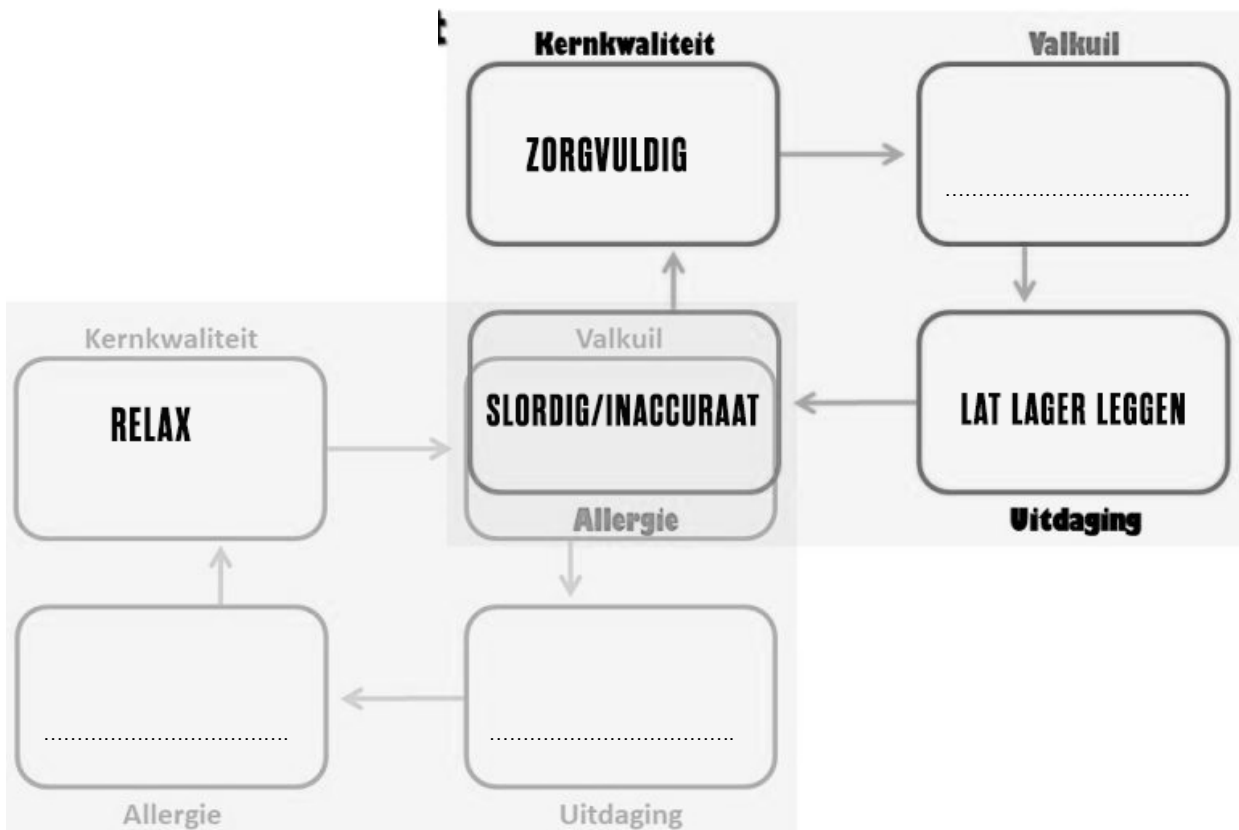 t
Kernkwaliteit
Valkuil
ZORGVULDIG
....................................
Kernkwaliteit
Valkuil
RELAX
SLORDIG/INACCURAAT
LAT LAGER LEGGEN
Allergie
Uitdaging
....................................
....................................
Allergie
Uitdaging